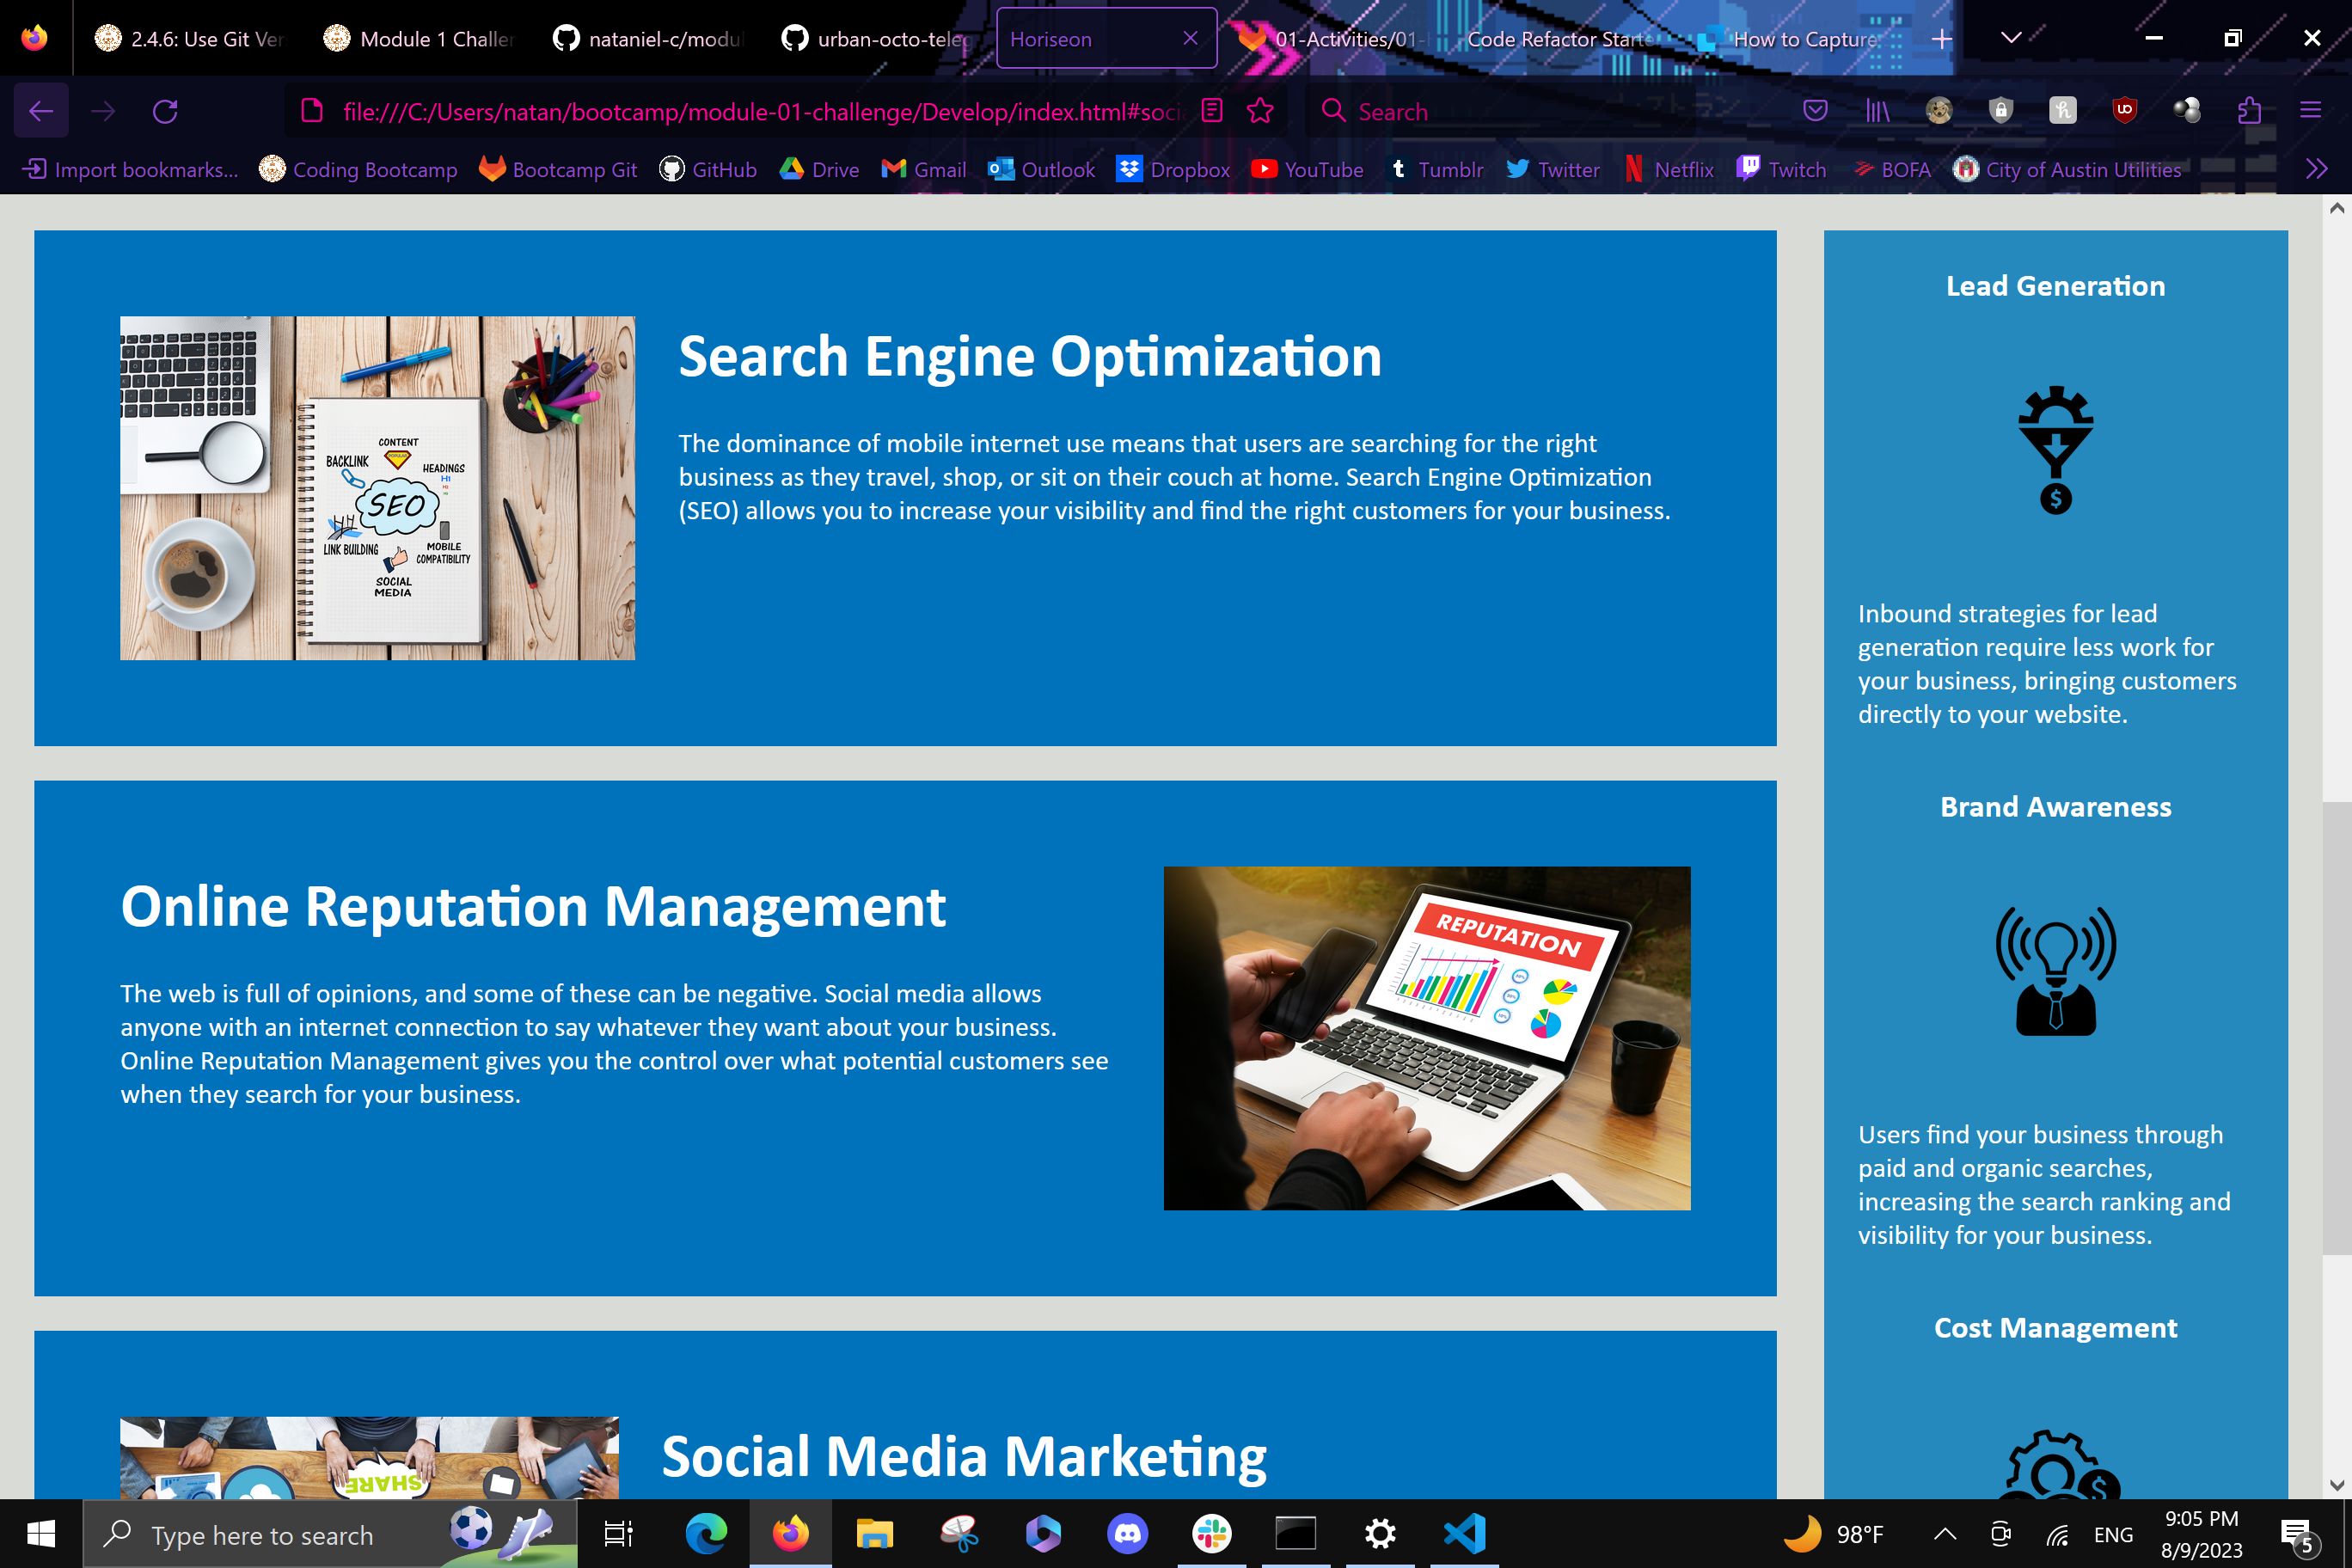 2.4.6: Use Git Ver
Module 1 Challen
nataniel-c/modul
urban-octo-teleg
Horiseon
01-Activities/01-
Code Refactor Starte
How to Capture
file:///C:/Users/natan/bootcamp/module-01-challenge/Develop/index.html#soci
Search
Import bookmarks...
Coding Bootcamp
Bootcamp Git
GitHub
Drive
Gmail
Outlook
Dropbox
YouTube
Tumblr
Twitter
Netflix
Twitch
BOFA
City of Austin Utilities
CONTENT
BACKLINK
HEADINGS
H1
SEO
LINK BUILDING
MOBILE
COMPATIBILITY
SOCIAL
MEDIA
Search Engine Optimization
The dominance of mobile internet use means that users are searching for the right
business as they travel, shop, or sit on their couch at home. Search Engine Optimization
(SEO) allows you to increase your visibility and find the right customers for your business.
Online Reputation Management
The web is full of opinions, and some of these can be negative. Social media allows
anyone with an internet connection to say whatever they want about your business.
Online Reputation Management gives you the control over what potential customers see
when they search for your business.
REPUTATION
SHARE
Social Media Marketing
Lead Generation
$
Inbound strategies for lead
generation require less work for
your business, bringing customers
directly to your website.
Brand Awareness
Users find your business through
paid and organic searches,
increasing the search ranking and
visibility for your business.
Cost Management
$
Type here to search
98°F
ENG
9:05 PM
8/9/2023
5